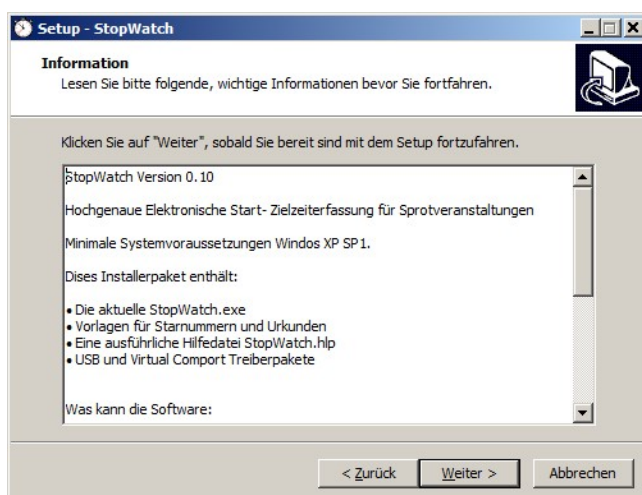 Setup - StopWatch
Information
Lesen Sie bitte folgende, wichtige Informationen bevor Sie fortfahren.
Klicken Sie auf "Weiter", sobald Sie bereit sind mit dem Setup fortzufahren.
StopWatch Version 0.10
Hochgenaue Elektronische Start- Zielzeiterfassung für Sprotveranstaltungen
Minimale Systemvoraussetzungen Windos XP SP1.
Dises Installerpaket enthält:
• Die aktuelle StopWatch.exe
• Vorlagen für Starnummern und Urkunden
• Eine ausführliche Hilfedatei StopWatch.hlp
• USB und Virtual Comport Treiberpakete
Was kann die Software:
< Zurück Weiter > Abbrechen